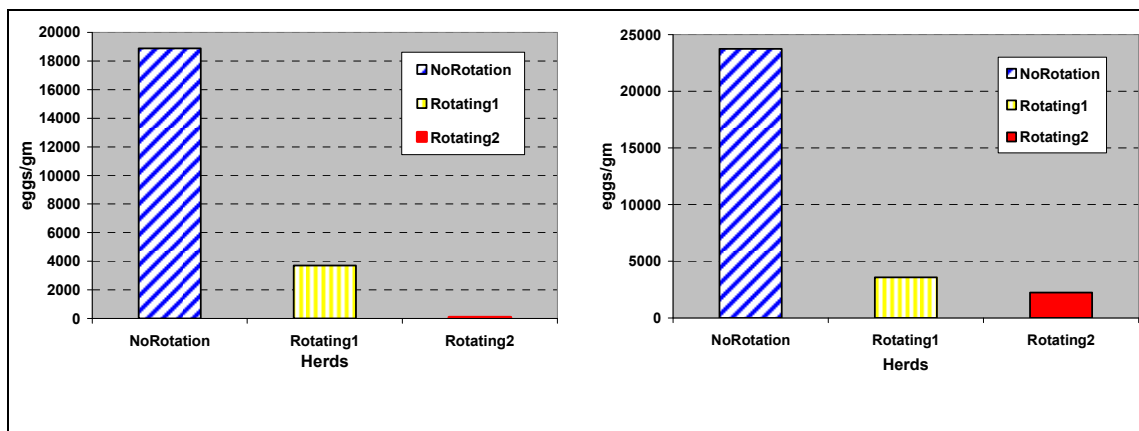 20000
18000
16000
14000
12000
10000
8000
6000
4000
2000
0
eggs/gm
NoRotation
Rotating1
Rotating2
NoRotation Rotating1 Rotating2
Herds
25000
20000
15000
10000
5000
0
eggs/gm
NoRotation
Rotating1
Rotating2
NoRotation Rotating1 Rotating2
Herds